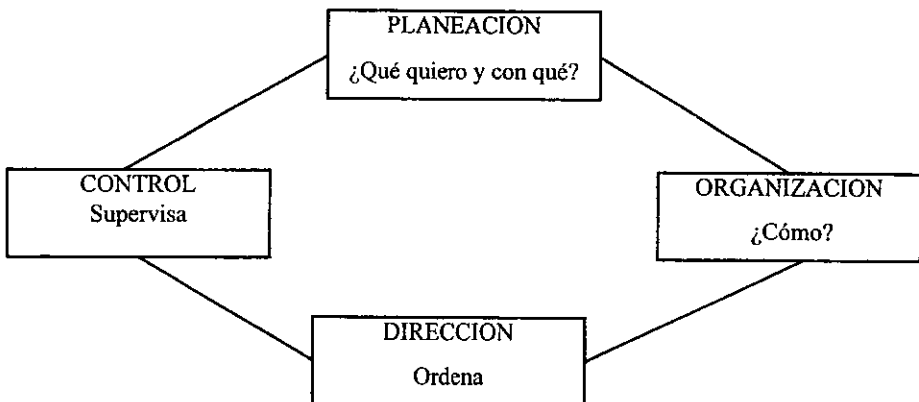 PLANEACION
¿Qué quiero y con qué?
CONTROL
Supervisa
ORGANIZACION
¿Cómo?
DIRECCION
Ordena